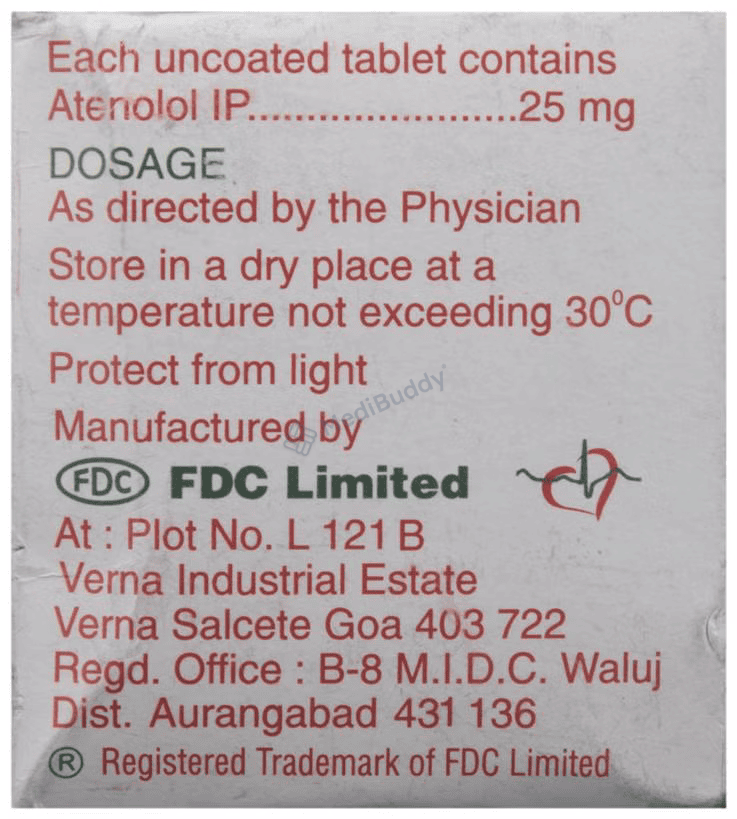 Each uncoated tablet contains
Atenolol IP.......................25 mg
DOSAGE
As directed by the Physician
Store in a dry place at a
temperature not exceeding 30°C
Protect from light
MediBuddy
Manufactured by
FDC FDC Limited
At : Plot No. L 121 B
Verna Industrial Estate
Verna Salcete Goa 403 722
Regd. Office : B-8 M.I.D.C. Waluj
Dist. Aurangabad 431 136
® Registered Trademark of FDC Limited